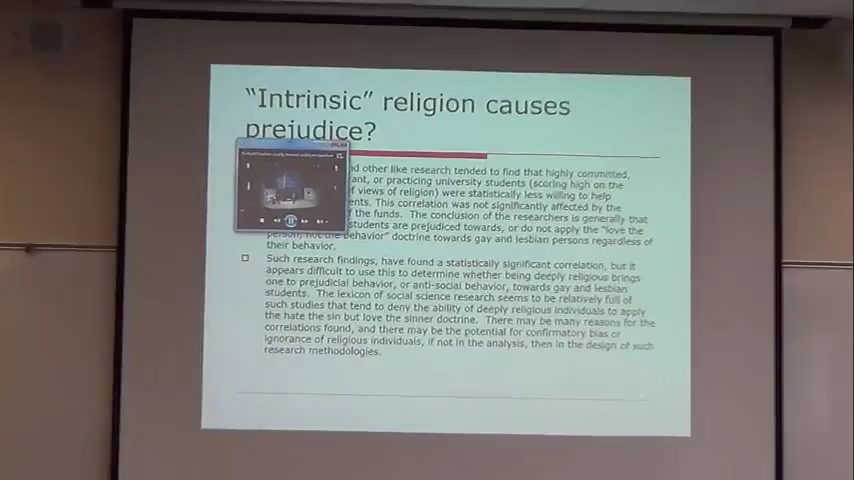 “Intrinsic” religion causes
prejudice?
nd other like research tended to find that highly committed,
ant, or practicing university students (scoring high on the
f views of religion) were statistically less willing to help
ents. This correlation was not significantly affected by the
f the funds. The conclusion of the researchers is generally that
students are prejudiced towards, or do not apply the “love the
person, not the behavior” doctrine towards gay and lesbian persons regardless of
their behavior.
Such research findings, have found a statistically significant correlation, but it
appears difficult to use this to determine whether being deeply religious brings
one to prejudicial behavior, or anti-social behavior, towards gay and lesbian
students. The lexicon of social science research seems to be relatively full of
such studies that tend to deny the ability of deeply religious individuals to apply
the hate the sin but love the sinner doctrine. There may be many reasons for the
correlations found, and there may be the potential for confirmatory bias or
ignorance of religious individuals, if not in the analysis, then in the design of such
research methodologies.